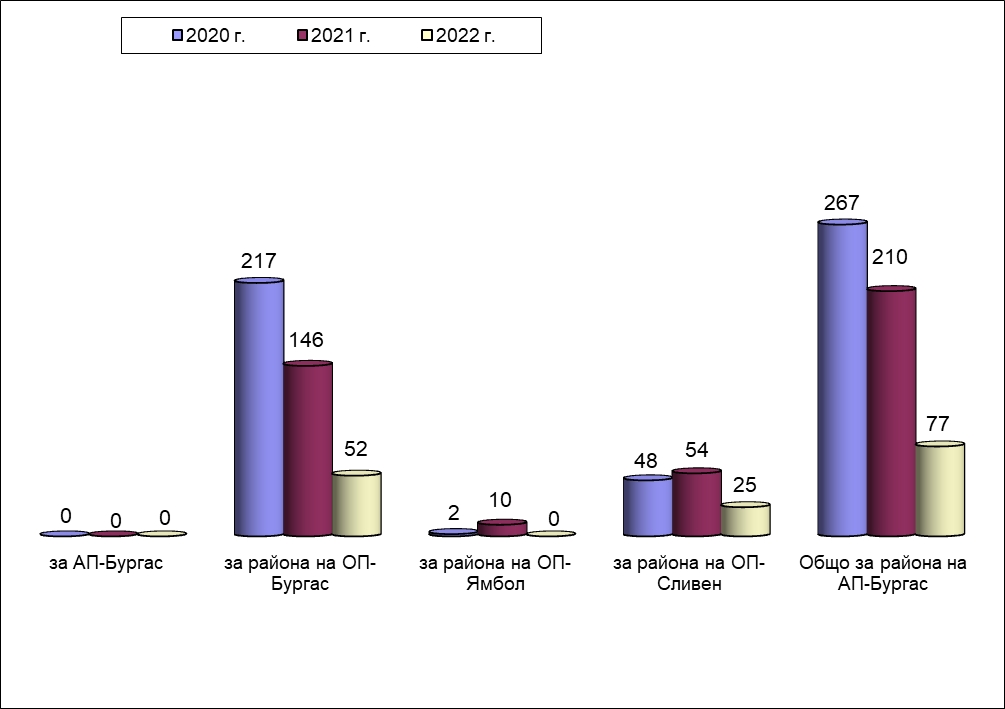 2020 г. 2021 г. 2022 г.
267
210
217
146
77
52
48 54 25
2 10 0
0 0 0
за АП-Бургас
за района на ОП-
Бургас
за района на ОП-
Ямбол
за района на ОП-
Сливен
Общо за района на
АП-Бургас